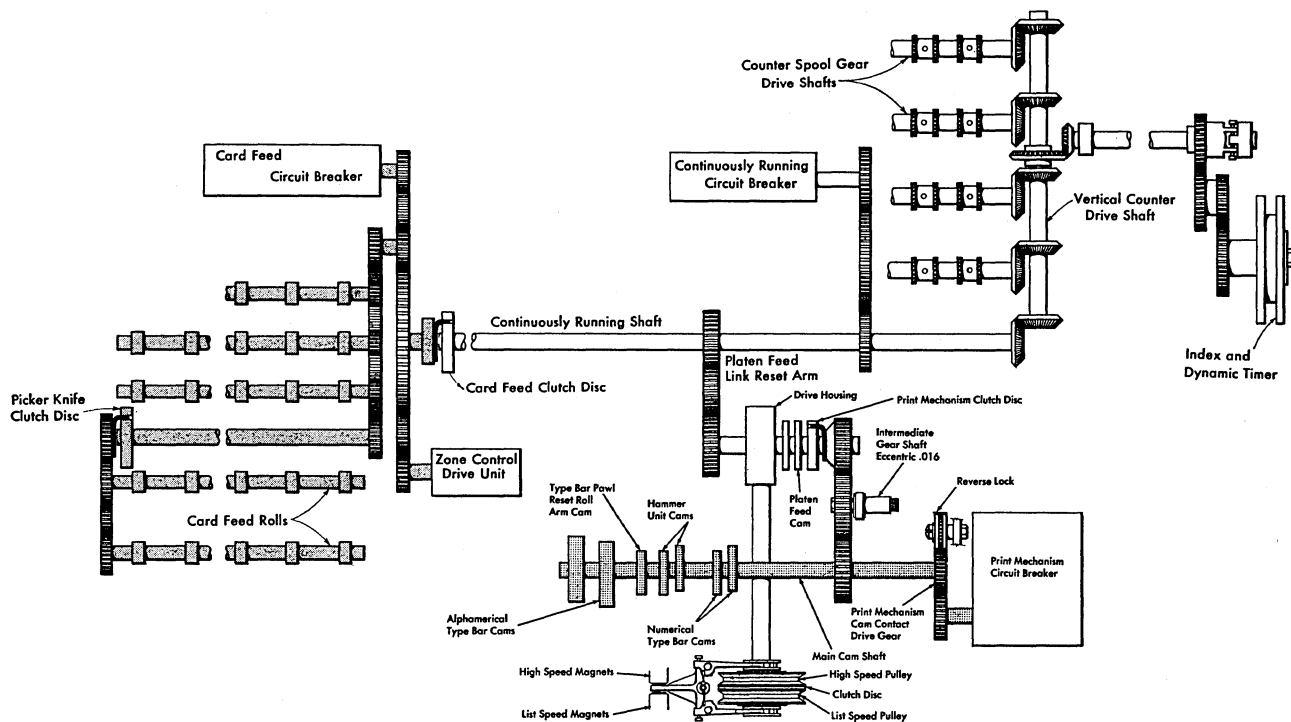 Counter Spool Gear
Drive Shafts
Card Feed
Circuit Breaker
Continuously Running
Circuit Breaker
Vertical Counter
Drive Shaft
Continuously Running Shaft
Index and
Dynamic Timer
Platen Feed
Link Reset Arm
Card Feed Clutch Disc
Picker Knife
Clutch Disc
Drive Housing
Print Mechanism Clutch Disc
Intermediate
Gear Shaft
Eccentric .016
Zone Control
Drive Unit
Type Bar Pawl
Reset Roll
Arm Cam
Hammer
Unit Cams
Platen
Feed
Cam
Reverse Lock
Card Feed Rolls
Print Mechanism
Circuit Breaker
Alphamerical
Type Bar Cams
Numerical
Type Bar Cams
Print Mechanism
Cam Contact
Drive Gear
Main Cam Shaft
High Speed Magnets
High Speed Pulley
Clutch Disc
List Speed Magnets
List Speed Pulley